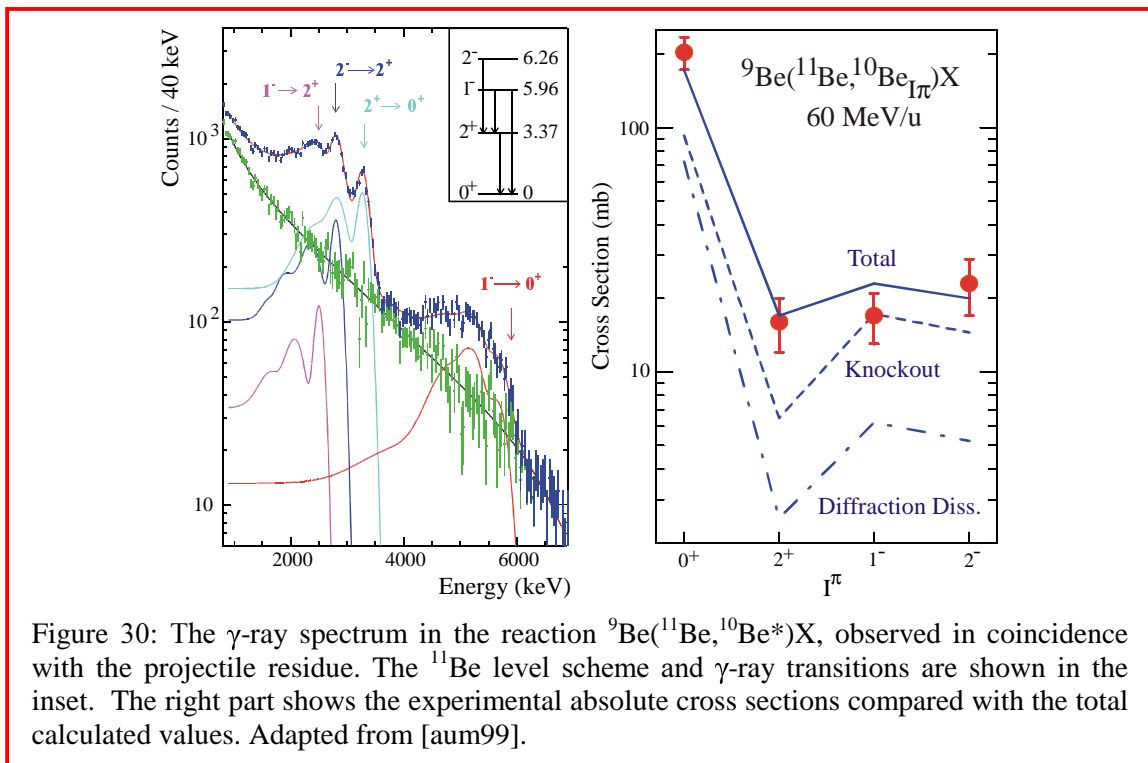 Counts / 40 keV
10³
10²
10
1⁻ → 2⁺
2⁻ → 2⁺
2⁺ → 0⁺
1⁻ → 0⁺
2⁻ 6.26
1⁻ 5.96
2⁺ 3.37
0⁺ 0
2000 4000 6000
Energy (keV)
Cross Section (mb)
100
10
⁹Be(¹¹Be,¹⁰Be_Iπ)X
60 MeV/u
Total
Knockout
Diffraction Diss.
0⁺ 2⁺ 1⁻ 2⁻
I^π
Figure 30: The γ-ray spectrum in the reaction ⁹Be(¹¹Be,¹⁰Be*)X, observed in coincidence
with the projectile residue. The ¹¹Be level scheme and γ-ray transitions are shown in the
inset. The right part shows the experimental absolute cross sections compared with the total
calculated values. Adapted from [aum99].